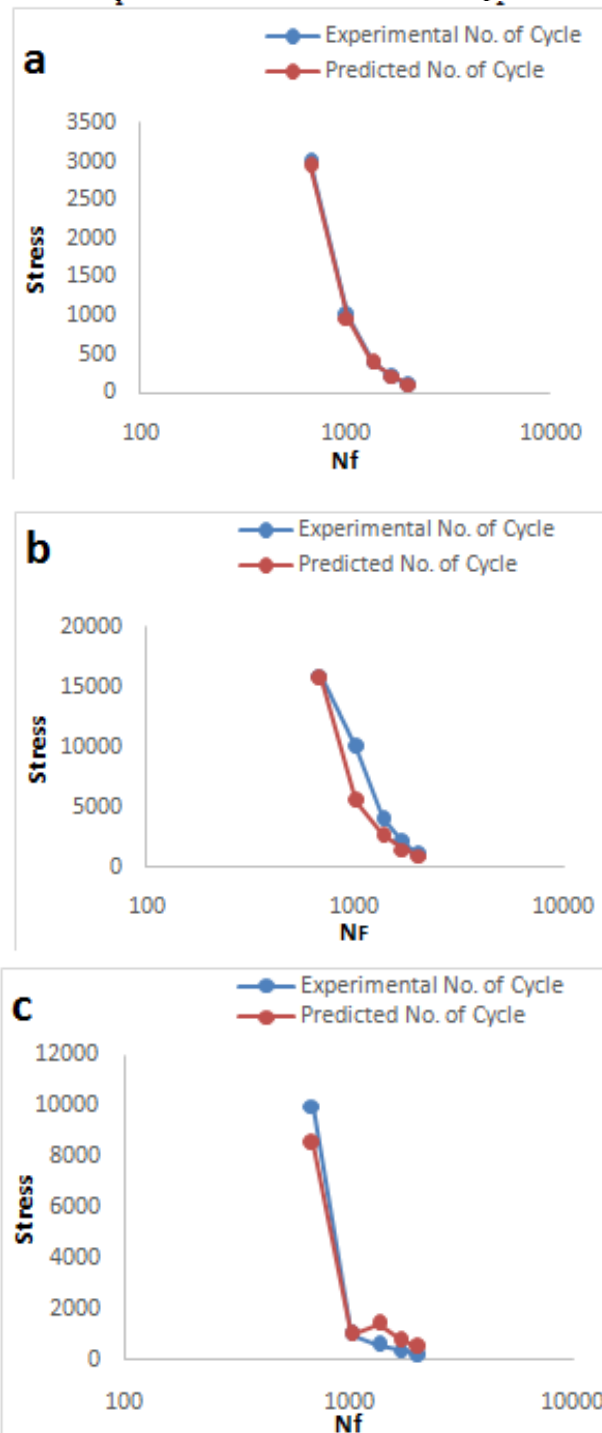 a
Experimental No. of Cycle
Predicted No. of Cycle
3500
3000
2500
2000
1500
1000
500
0
Stress
100 1000 10000
Nf
b
Experimental No. of Cycle
Predicted No. of Cycle
20000
15000
10000
5000
0
Stress
100 1000 10000
NF
c
Experimental No. of Cycle
Predicted No. of Cycle
12000
10000
8000
6000
4000
2000
0
Stress
100 1000 10000
Nf